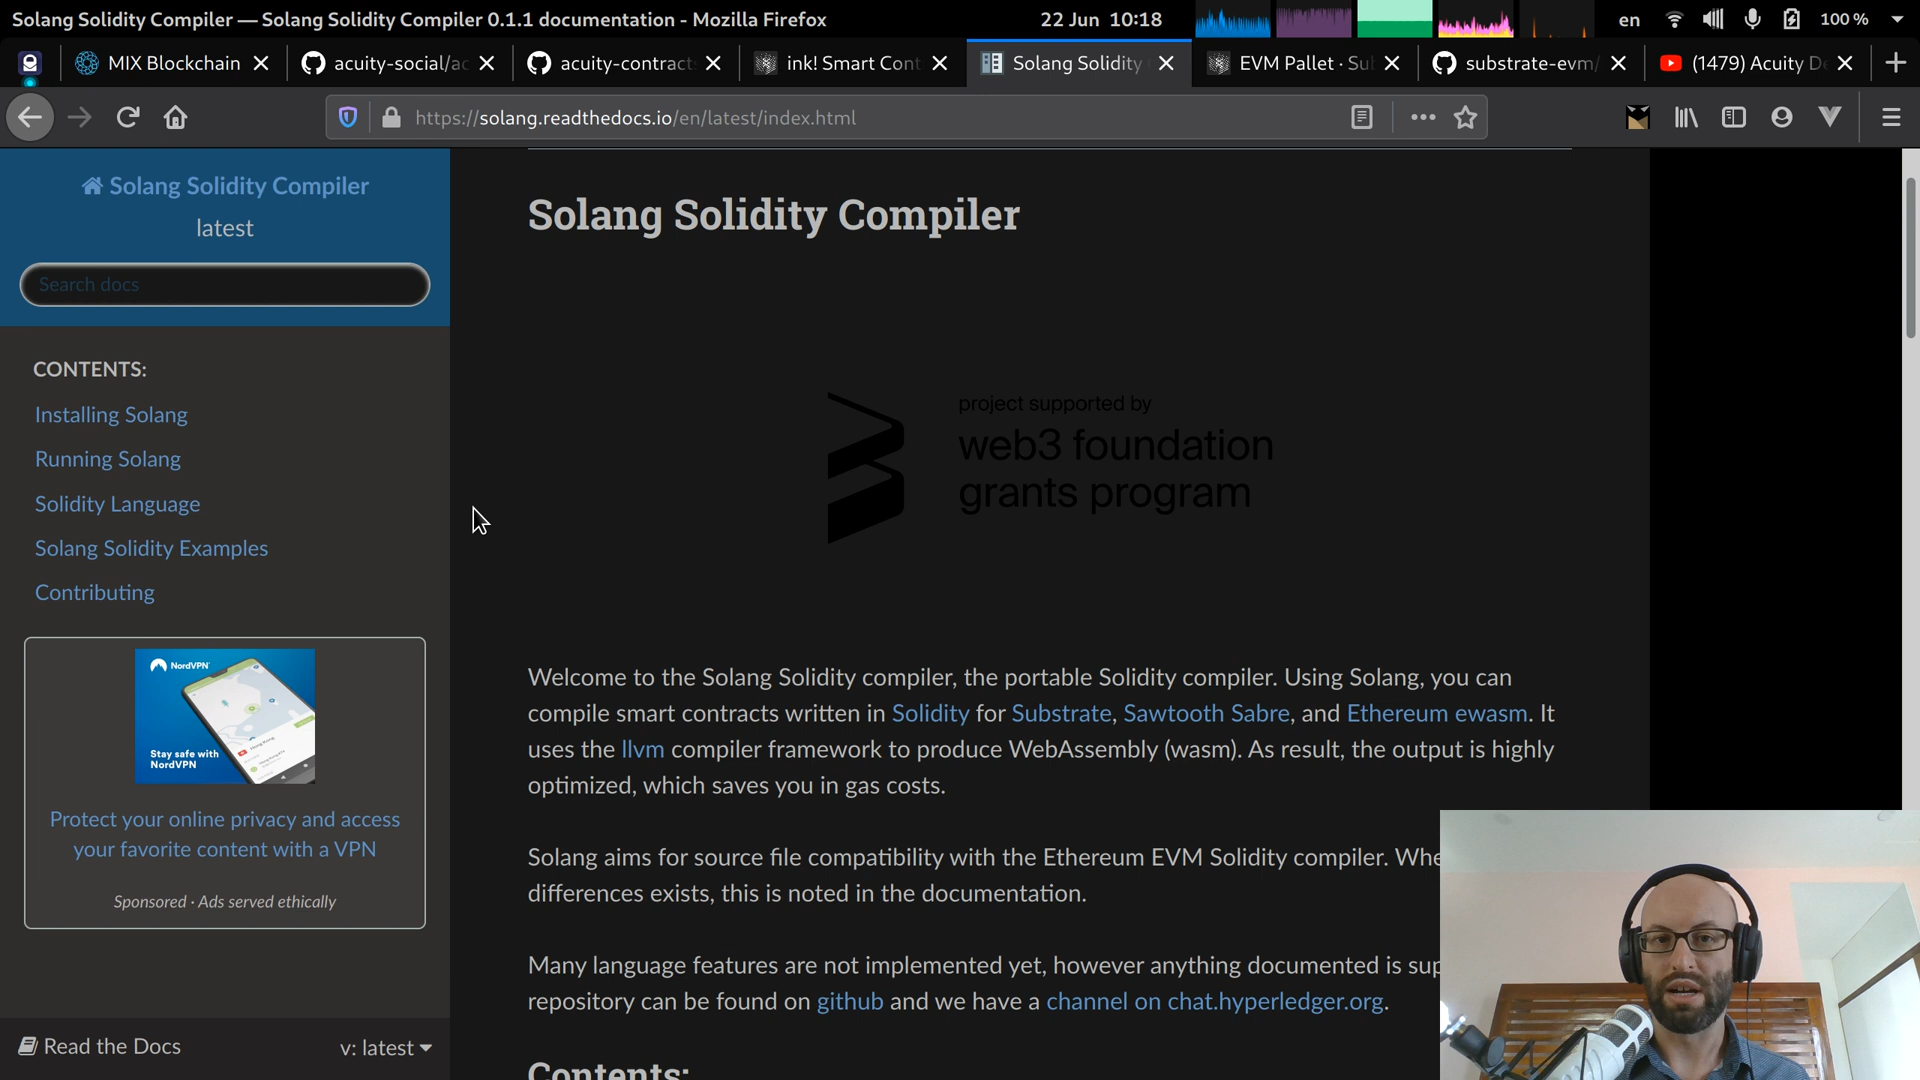 Solang Solidity Compiler — Solang Solidity Compiler 0.1.1 documentation - Mozilla Firefox
22 Jun 10:18
en
100 %
MIX Blockchain
acuity-social/ac
acuity-contract
ink! Smart Cont
Solang Solidity
EVM Pallet · Su
substrate-evm/
(1479) Acuity De
https://solang.readthedocs.io/en/latest/index.html
Solang Solidity Compiler
latest
Search docs
CONTENTS:
Installing Solang
Running Solang
Solidity Language
Solang Solidity Examples
Contributing
NordVPN
Stay safe with
NordVPN
Protect your online privacy and access
your favorite content with a VPN
Sponsored · Ads served ethically
Read the Docs
v: latest
Solang Solidity Compiler
project supported by
web3 foundation
grants program
Welcome to the Solang Solidity compiler, the portable Solidity compiler. Using Solang, you can
compile smart contracts written in Solidity for Substrate, Sawtooth Sabre, and Ethereum ewasm. It
uses the llvm compiler framework to produce WebAssembly (wasm). As result, the output is highly
optimized, which saves you in gas costs.
Solang aims for source file compatibility with the Ethereum EVM Solidity compiler. Whe
differences exists, this is noted in the documentation.
Many language features are not implemented yet, however anything documented is sup
repository can be found on github and we have a channel on chat.hyperledger.org.
Contents: